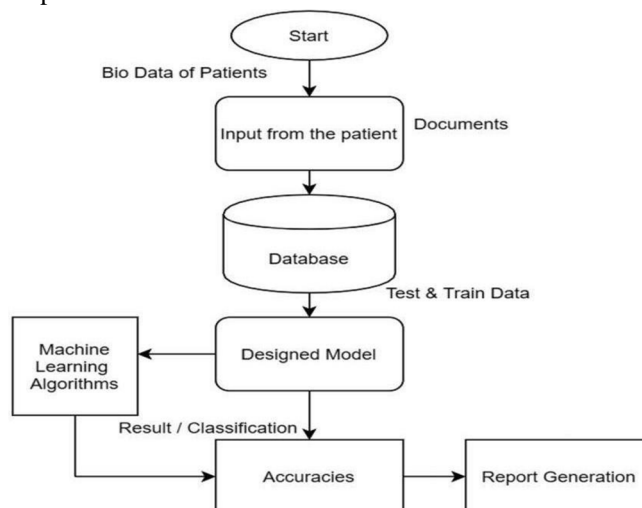 Start
Bio Data of Patients
Input from the patient
Documents
Database
Test & Train Data
Designed Model
Machine
Learning
Algorithms
Result / Classification
Accuracies
Report Generation